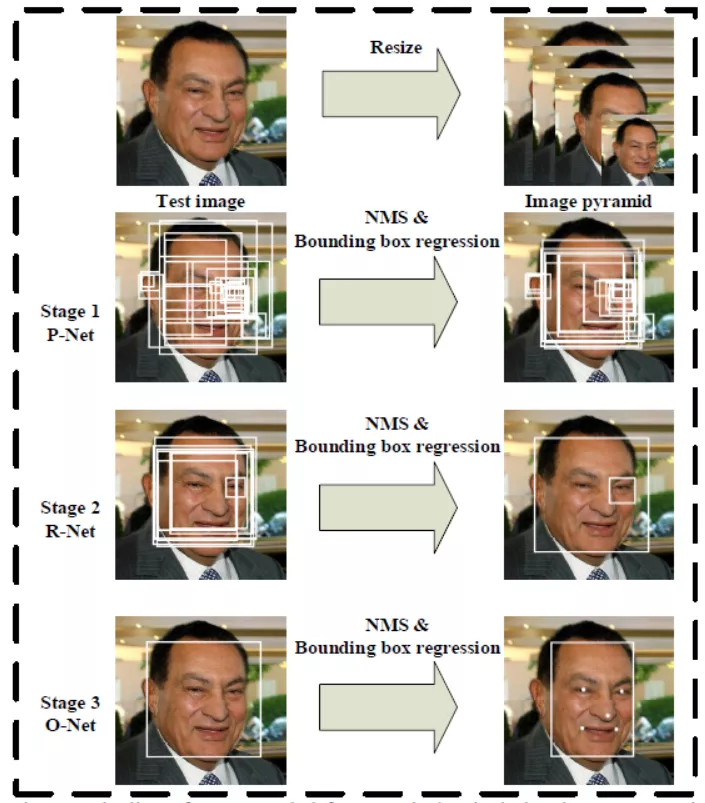 Resize
Test image
Image pyramid
NMS &
Bounding box regression
Stage 1
P-Net
NMS &
Bounding box regression
Stage 2
R-Net
NMS &
Bounding box regression
Stage 3
O-Net